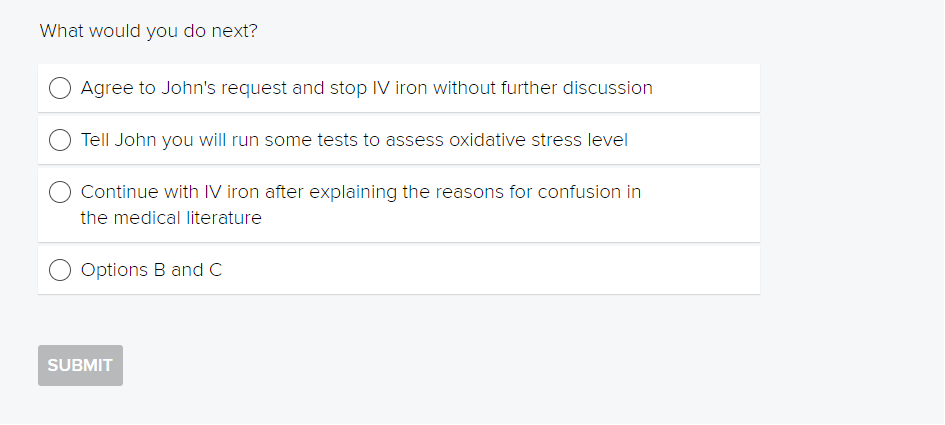 What would you do next?
Agree to John's request and stop IV iron without further discussion
Tell John you will run some tests to assess oxidative stress level
Continue with IV iron after explaining the reasons for confusion in
the medical literature
Options B and C
SUBMIT